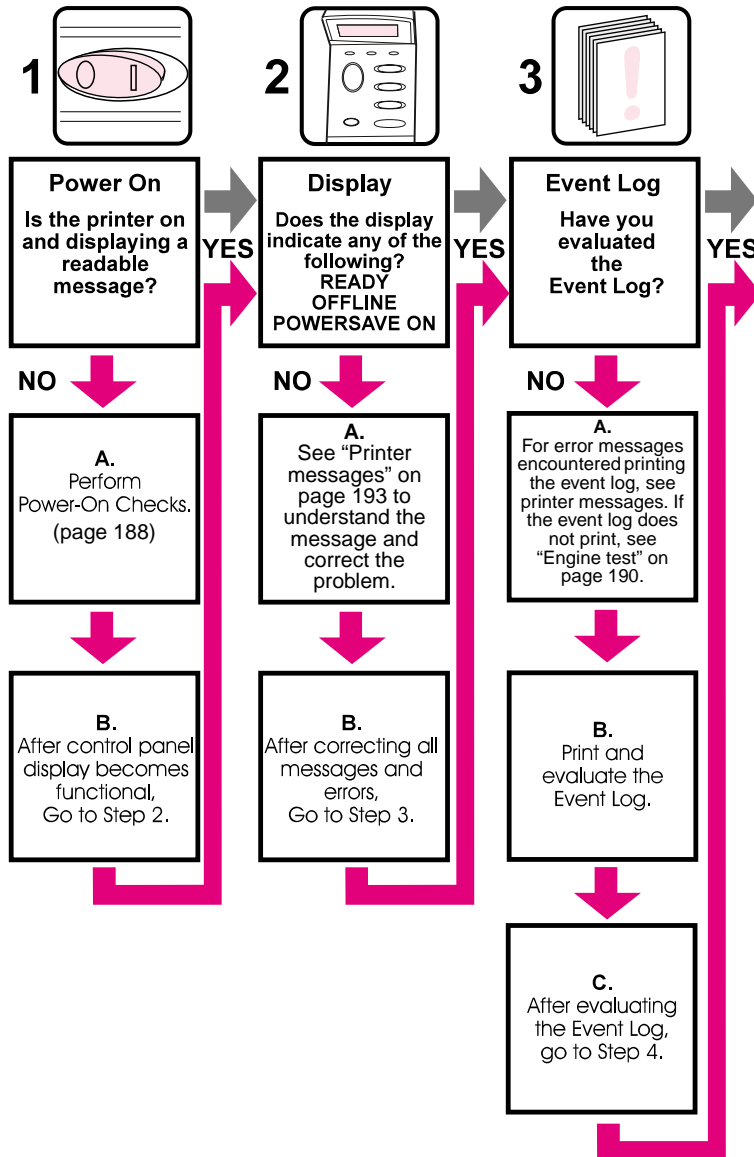 1
2
3
Power On
Is the printer on
and displaying a
readable
message?
YES
NO
A.
Perform
Power-On Checks.
(page 188)
B.
After control panel
display becomes
functional,
Go to Step 2.
Display
Does the display
indicate any of the
following?
READY
OFFLINE
POWERSAVE ON
YES
NO
A.
See “Printer
messages” on
page 193 to
understand the
message and
correct the
problem.
B.
After correcting all
messages and
errors,
Go to Step 3.
Event Log
Have you
evaluated
the
Event Log?
YES
NO
A.
For error messages
encountered printing
the event log, see
printer messages. If
the event log does
not print, see
“Engine test” on
page 190.
B.
Print and
evaluate the
Event Log.
C.
After evaluating
the Event Log,
go to Step 4.